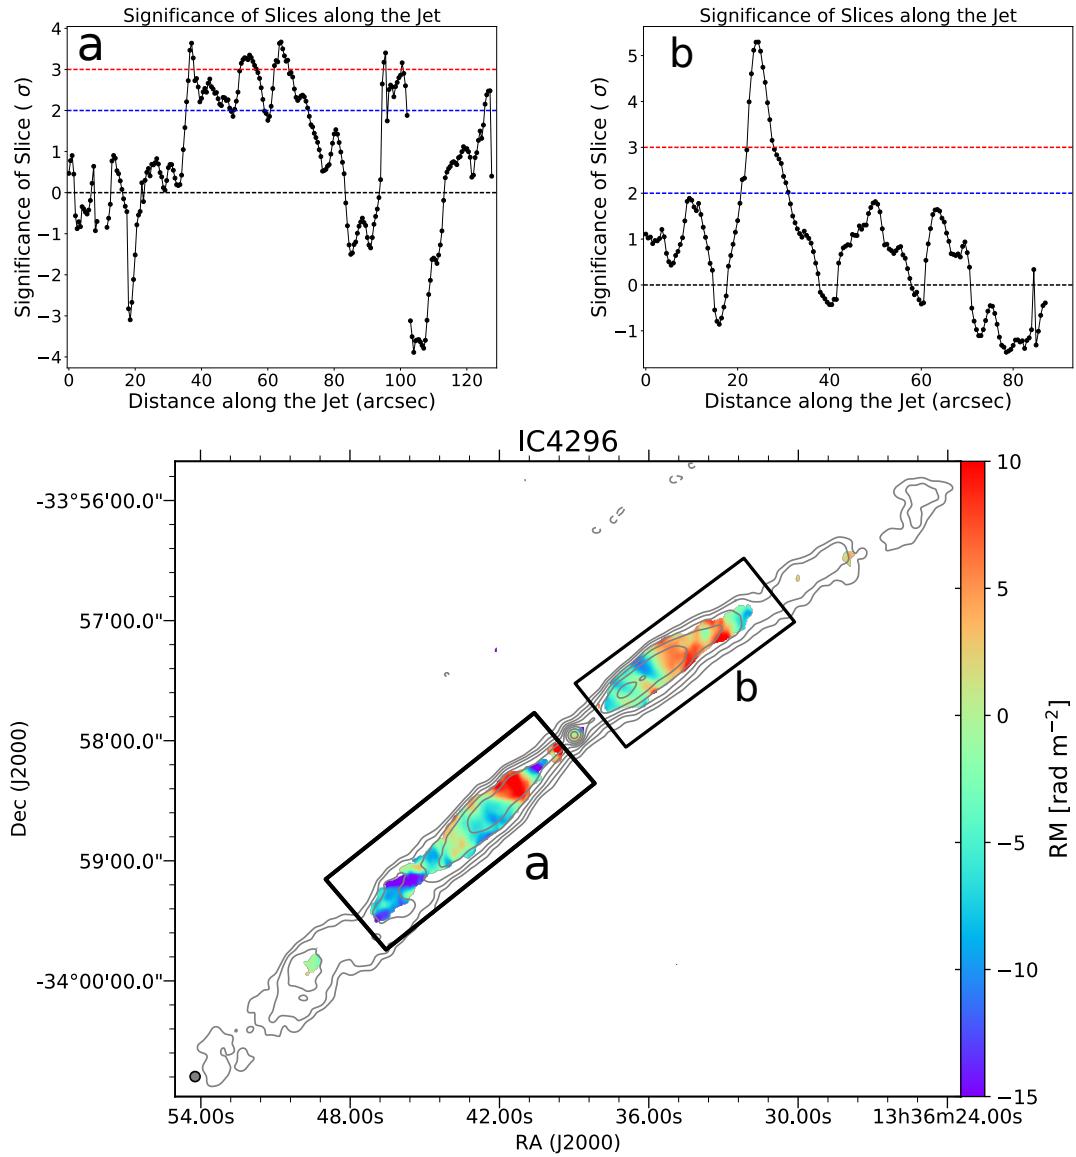 Significance of Slices along the Jet
a
Significance of Slice ( σ)
4
3
2
1
0
−1
−2
−3
−4
0 20 40 60 80 100 120
Distance along the Jet (arcsec)
Significance of Slices along the Jet
b
Significance of Slice ( σ)
5
4
3
2
1
0
−1
0 20 40 60 80
Distance along the Jet (arcsec)
IC4296
Dec (J2000)
-33°56'00.0"
57'00.0"
58'00.0"
59'00.0"
-34°00'00.0"
b
a
54.00s 48.00s 42.00s 36.00s 30.00s 13h36m24.00s
RA (J2000)
10
5
0
−5
−10
−15
RM [rad m⁻²]